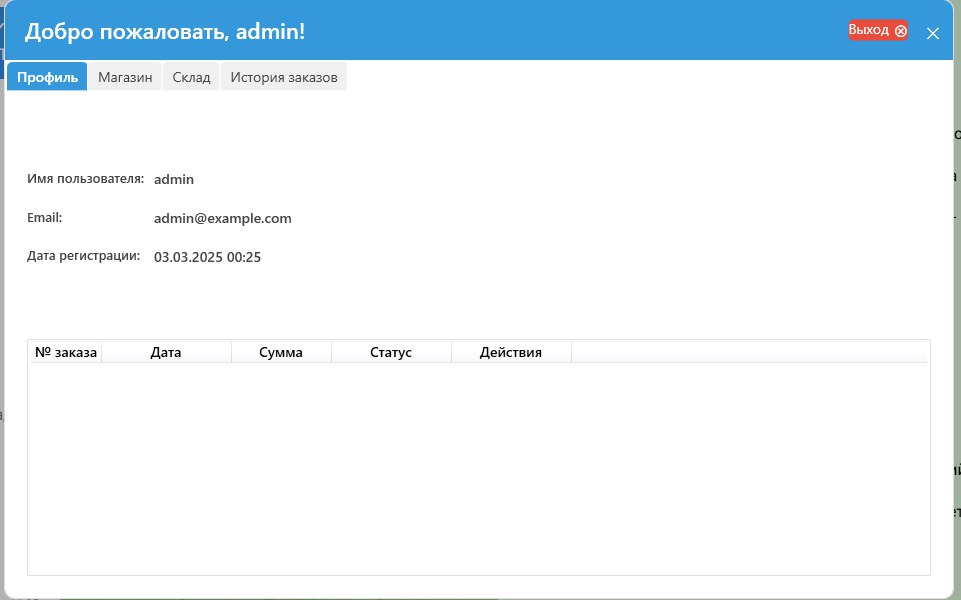 Добро пожаловать, admin!
Выход
Профиль Магазин Склад История заказов
Имя пользователя: admin
Email: admin@example.com
Дата регистрации: 03.03.2025 00:25
№ заказа Дата Сумма Статус Действия